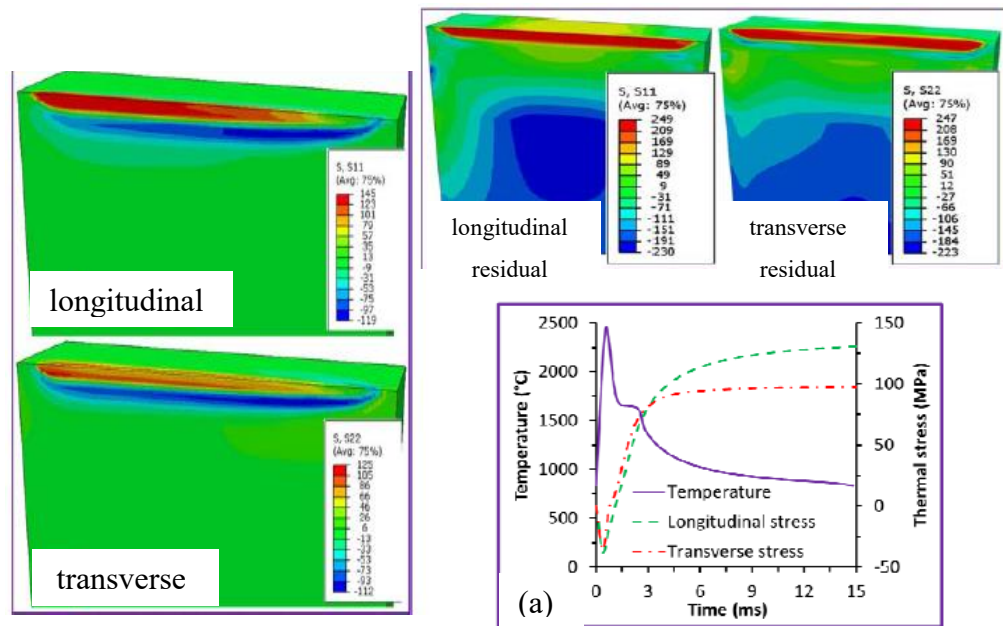 S, S11
(Avg: 75%)
145
123
101
79
57
35
13
-9
-31
-53
-75
-97
-119
longitudinal
S, S22
(Avg: 75%)
125
105
86
66
46
26
6
-13
-33
-53
-73
-93
-112
transverse
S, S11
(Avg: 75%)
249
209
169
129
89
49
9
-31
-71
-111
-151
-191
-230
longitudinal
residual
S, S22
(Avg: 75%)
247
208
169
130
90
51
12
-27
-66
-106
-145
-184
-223
transverse
residual
2500
2000
1500
1000
500
0
Temperature (°C)
150
100
50
0
-50
Thermal stress (MPa)
Temperature
Longitudinal stress
Transverse stress
(a)
0 3 6 9 12 15
Time (ms)